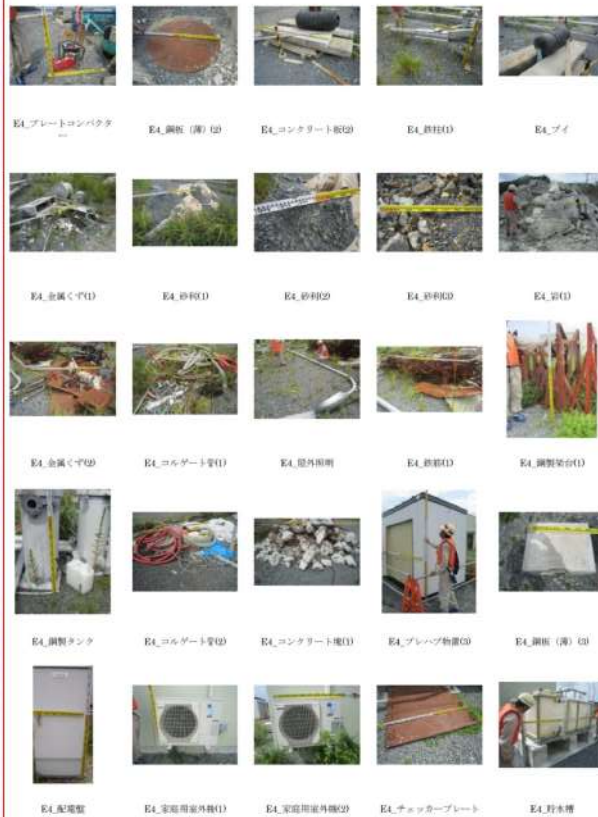 E4_プレートコンパクタ
E4_鋼板（薄）(2)
E4_コンクリート板(2)
E4_鉄柱(1)
E4_ブイ
E4_金属くず(1)
E4_砂利(1)
E4_砂利(2)
E4_砂利(3)
E4_岩(1)
E4_金属くず(2)
E4_コルゲート管(1)
E4_屋外照明
E4_鉄筋(1)
E4_鋼製架台(1)
E4_鋼製タンク
E4_コルゲート管(2)
E4_コンクリート塊(1)
E4_プレハブ物置(3)
E4_鋼板（薄）(3)
E4_配電盤
E4_家庭用室外機(1)
E4_家庭用室外機(2)
E4_チェッカープレート
E4_貯水槽